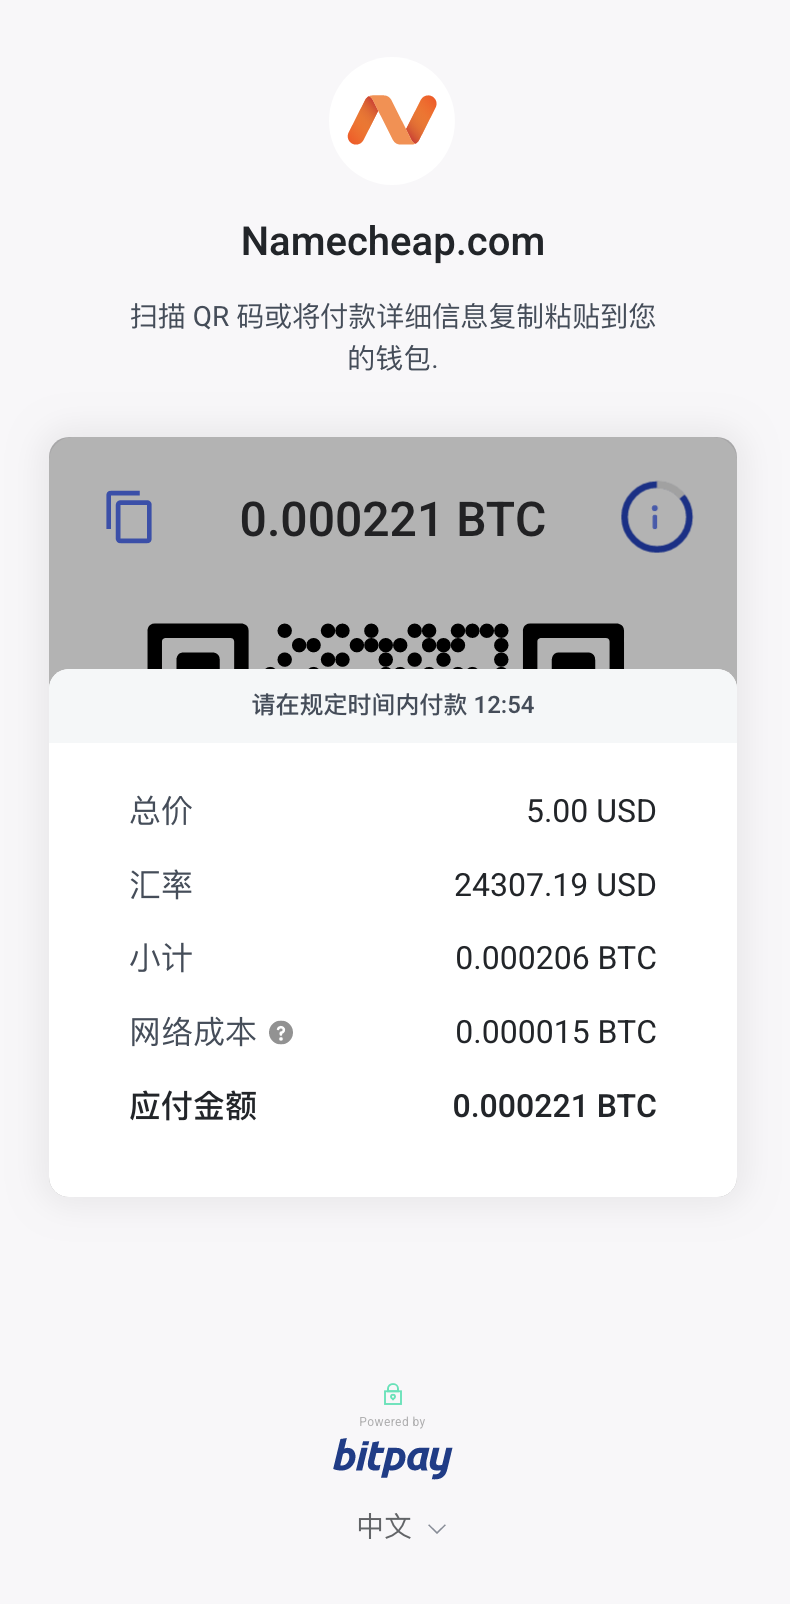 Namecheap.com
扫描 QR 码或将付款详细信息复制粘贴到您
的钱包.
0.000221 BTC
请在规定时间内付款 12:54
总价 5.00 USD
汇率 24307.19 USD
小计 0.000206 BTC
网络成本 0.000015 BTC
应付金额 0.000221 BTC
Powered by
bitpay
中文